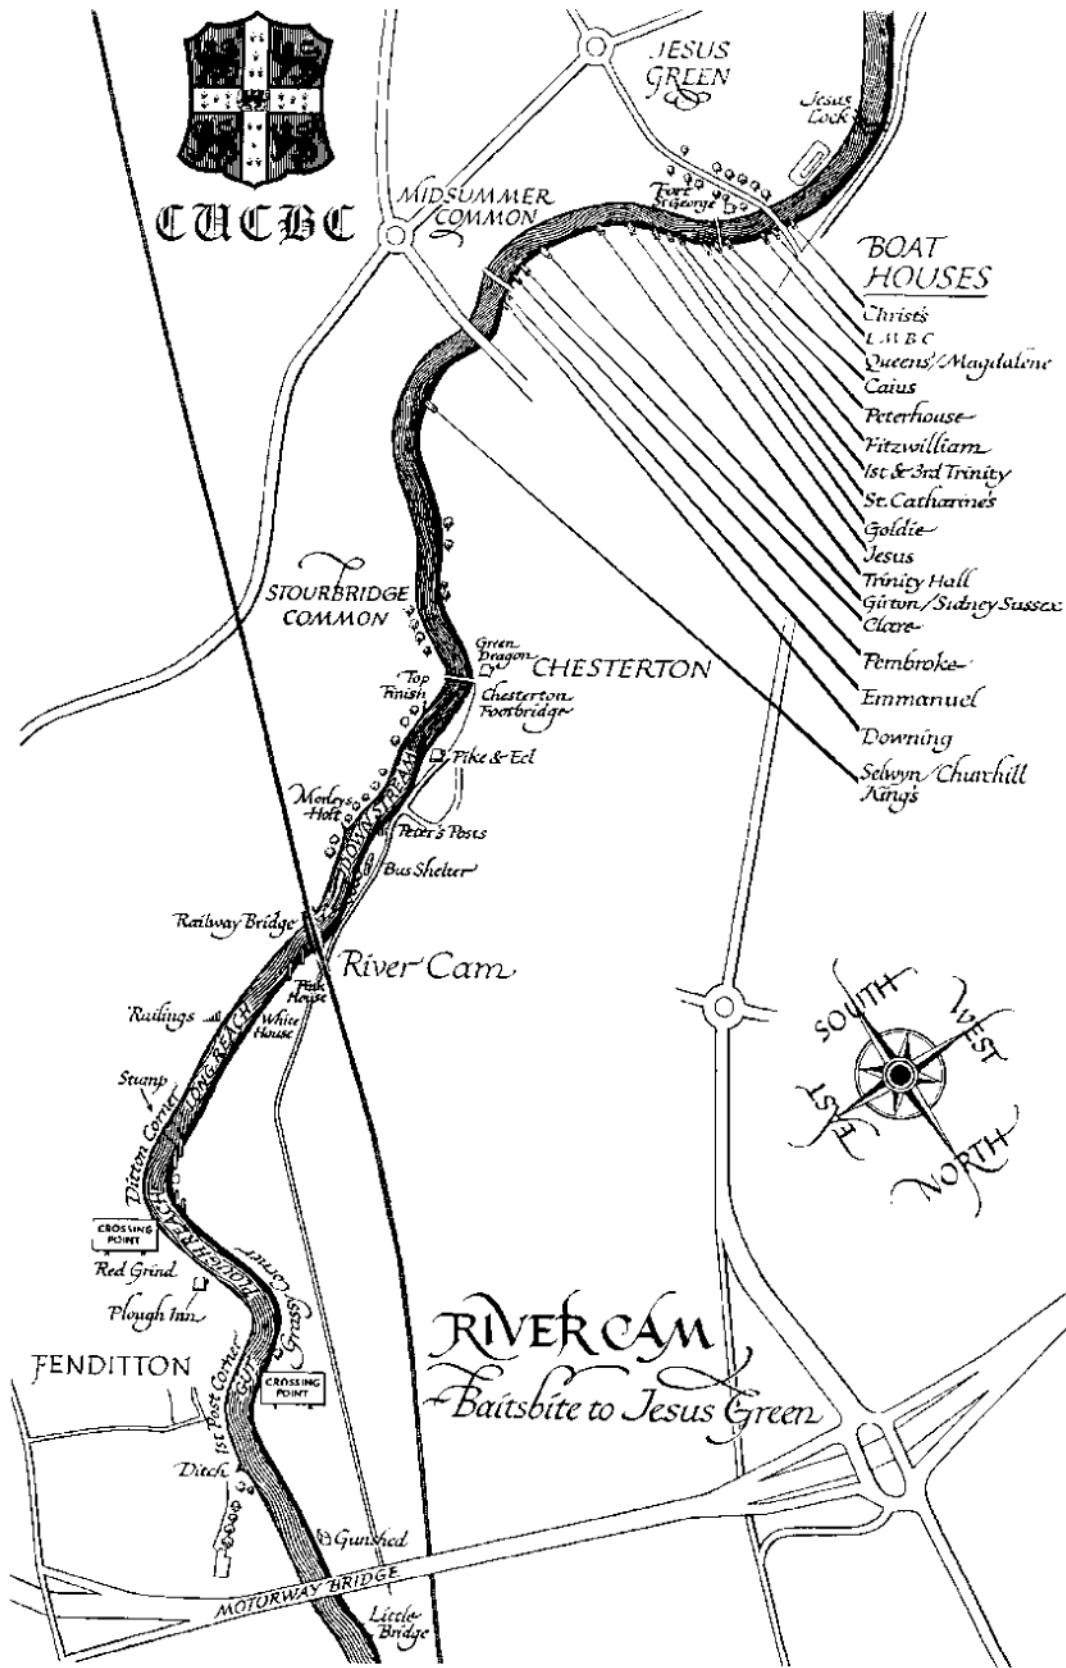 CUCBC
JESUS
GREEN
Jesus
Lock
MIDSUMMER
COMMON
Fort
St George
BOAT
HOUSES
Christ's
L M B C
Queens'/Magdalene
Caius
Peterhouse
Fitzwilliam
1st & 3rd Trinity
St. Catharine's
Goldie
Jesus
Trinity Hall
Girton/Sidney Sussex
Clare
Pembroke
Emmanuel
Downing
Selwyn/Churchill
King's
STOURBRIDGE
COMMON
Green
Dragon
CHESTERTON
Top
Finish
Chesterton
Footbridge
Pike & Eel
DOWN STREAM
Morleys
Holt
Peter's Posts
Bus Shelter
Railway Bridge
River Cam
Pink
House
White
House
Railings
LONG REACH
Stump
Ditton Corner
SOUTH
WEST
EAST
NORTH
CROSSING
POINT
PLOUGH REACH
Red Grind
Plough Inn
Grassy Corner
RIVER CAM
Baitsbite to Jesus Green
FENDITTON
1st Post Corner
GUT
CROSSING
POINT
Ditch
Gunshed
MOTORWAY BRIDGE
Little
Bridge